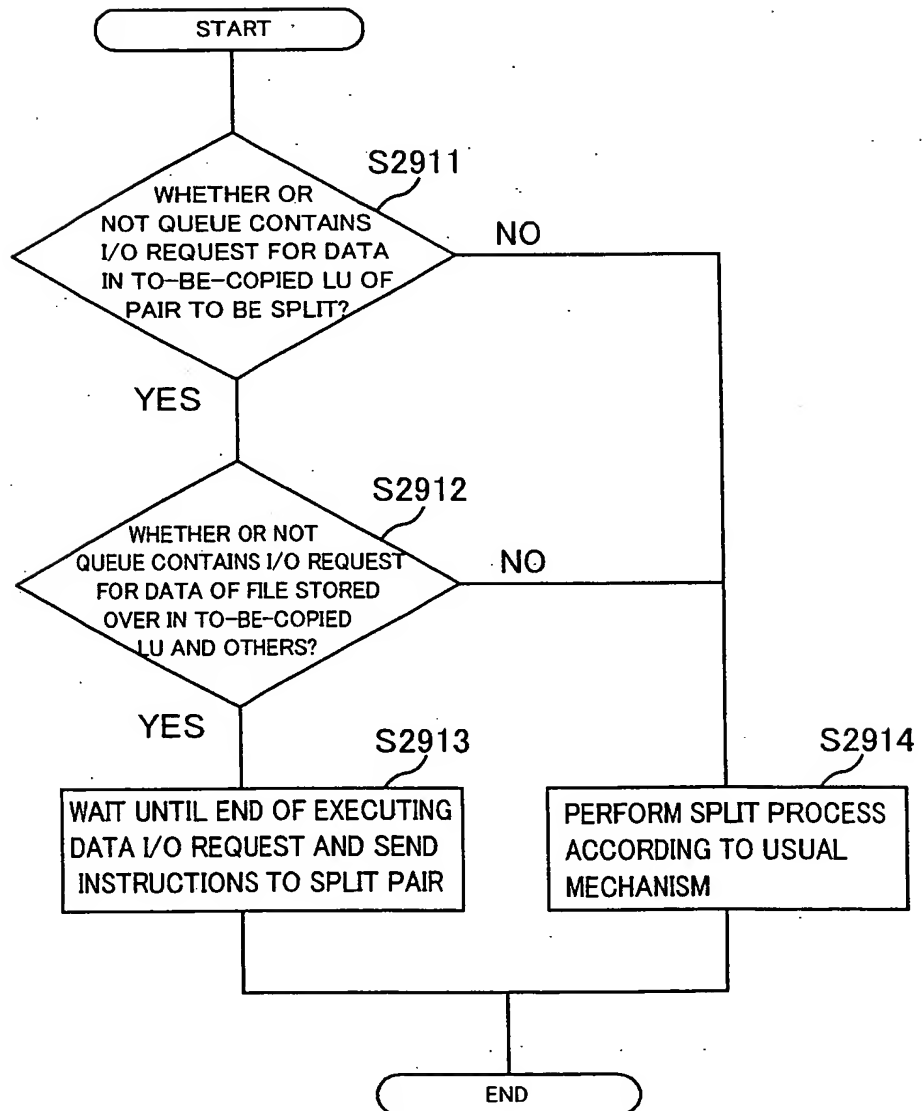 START
S2911
WHETHER OR
NOT QUEUE CONTAINS
I/O REQUEST FOR DATA
IN TO-BE-COPIED LU OF
PAIR TO BE SPLIT?
NO
YES
S2912
WHETHER OR NOT
QUEUE CONTAINS I/O REQUEST
FOR DATA OF FILE STORED
OVER IN TO-BE-COPIED
LU AND OTHERS?
NO
YES
S2913
WAIT UNTIL END OF EXECUTING
DATA I/O REQUEST AND SEND
INSTRUCTIONS TO SPLIT PAIR
S2914
PERFORM SPLIT PROCESS
ACCORDING TO USUAL
MECHANISM
END